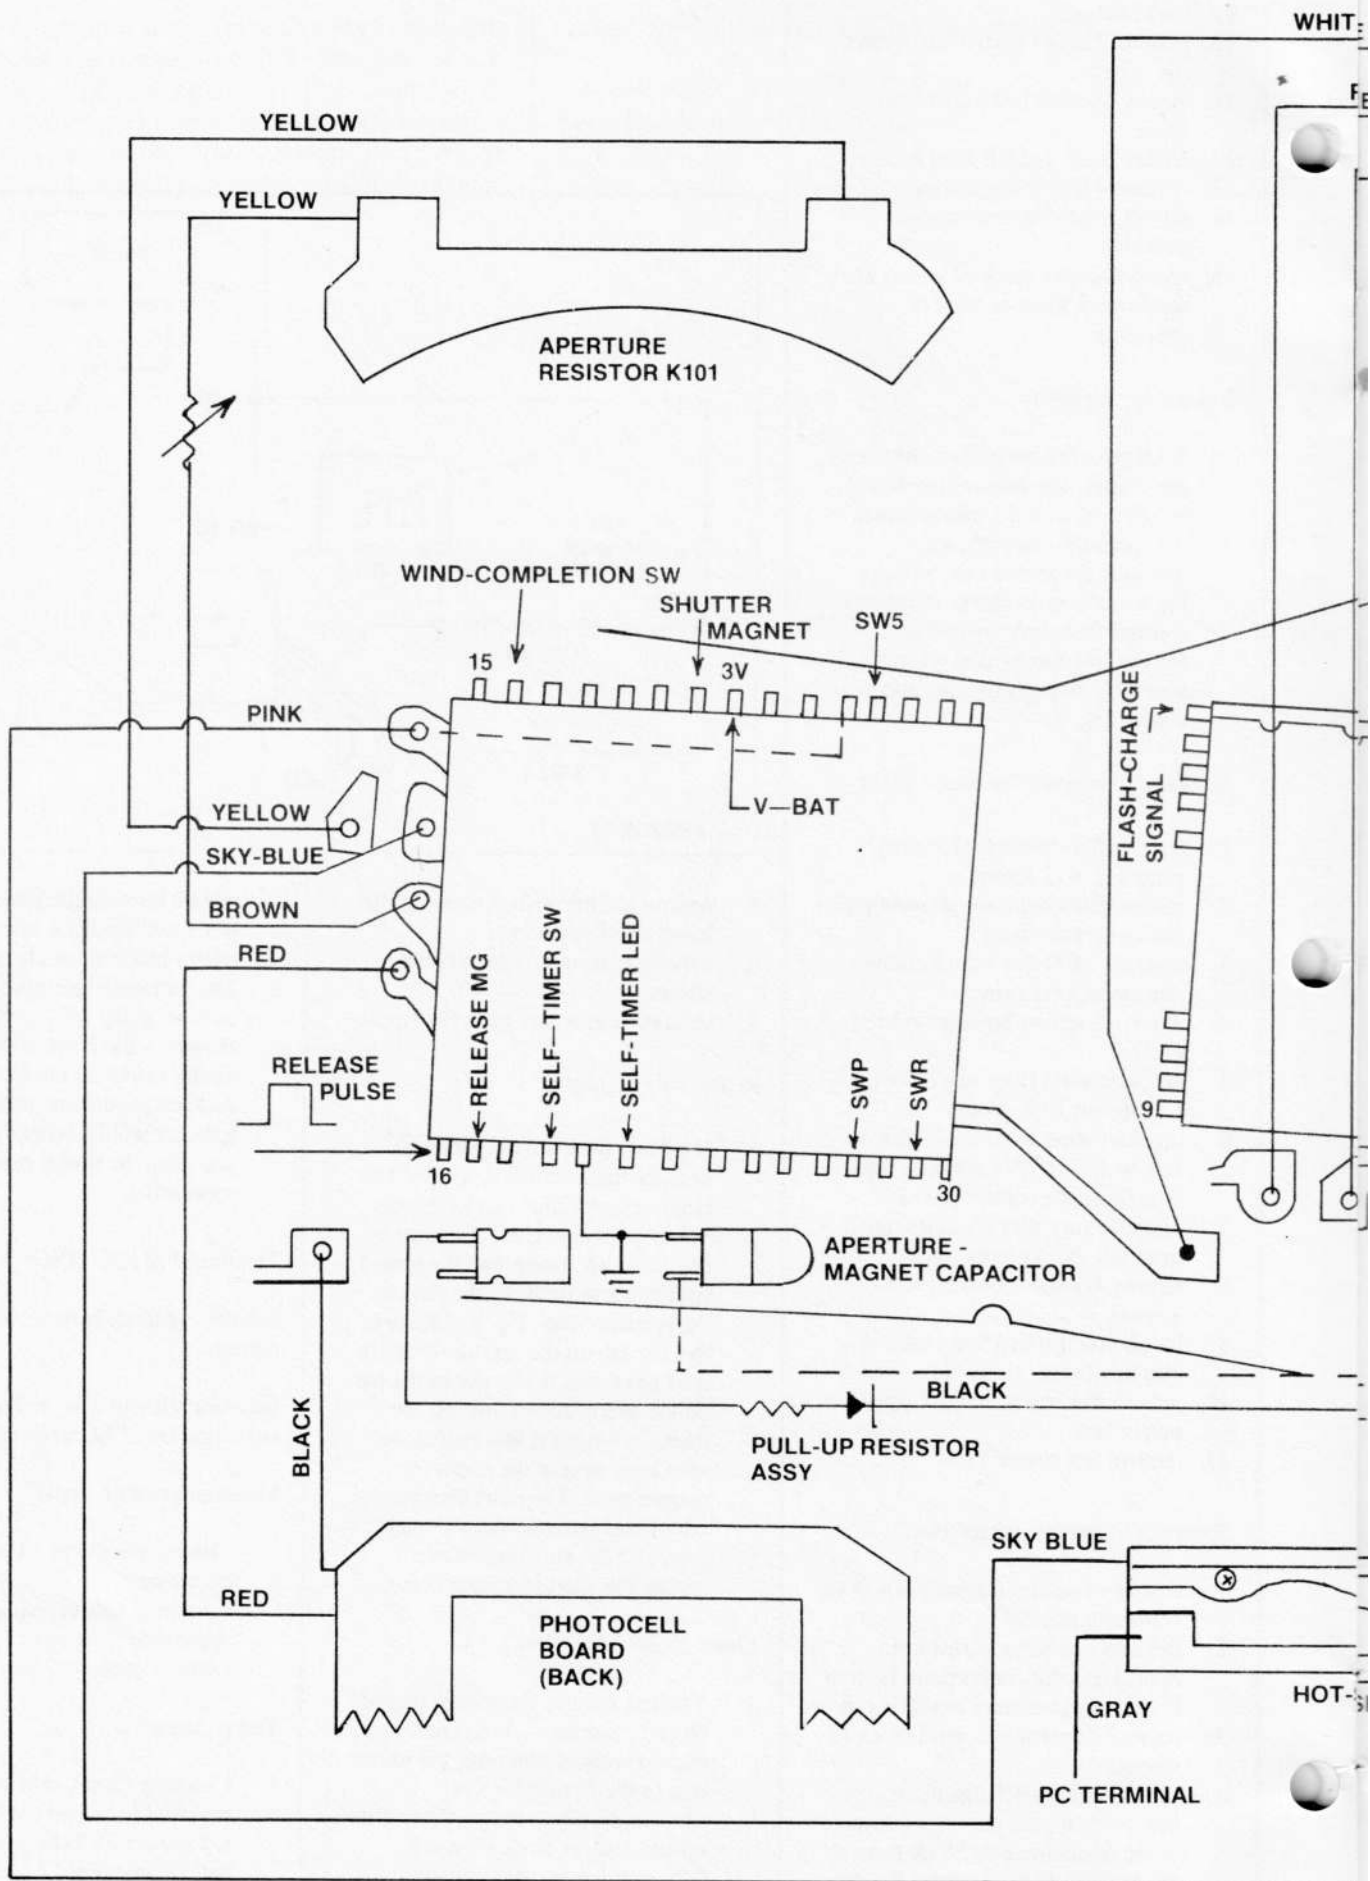 WHIT
YELLOW
YELLOW
APERTURE
RESISTOR K101
WIND-COMPLETION SW
SHUTTER
MAGNET
SW5
15
3V
PINK
FLASH-CHARGE
SIGNAL
V—BAT
YELLOW
SKY-BLUE
BROWN
RED
RELEASE MG
SELF—TIMER SW
SELF-TIMER LED
SWP
SWR
RELEASE
PULSE
9
16
30
APERTURE -
MAGNET CAPACITOR
BLACK
BLACK
PULL-UP RESISTOR
ASSY
SKY BLUE
RED
PHOTOCELL
BOARD
(BACK)
GRAY
HOT-
PC TERMINAL